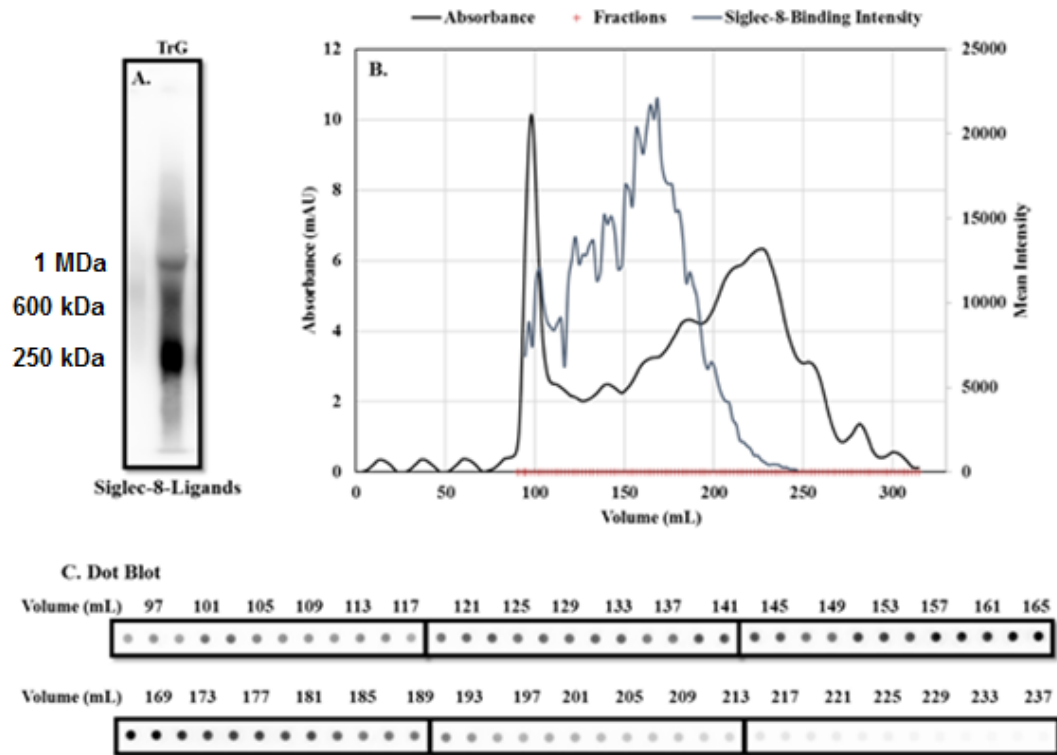 Absorbance Fractions Siglec-8-Binding Intensity
TrG
A.
1 MDa
600 kDa
250 kDa
Siglec-8-Ligands
B.
12
10
8
6
4
2
0
Absorbance (mAU)
25000
20000
15000
10000
5000
0
Mean Intensity
0 50 100 150 200 250 300
Volume (mL)
C. Dot Blot
Volume (mL) 97 101 105 109 113 117 121 125 129 133 137 141 145 149 153 157 161 165
Volume (mL) 169 173 177 181 185 189 193 197 201 205 209 213 217 221 225 229 233 237